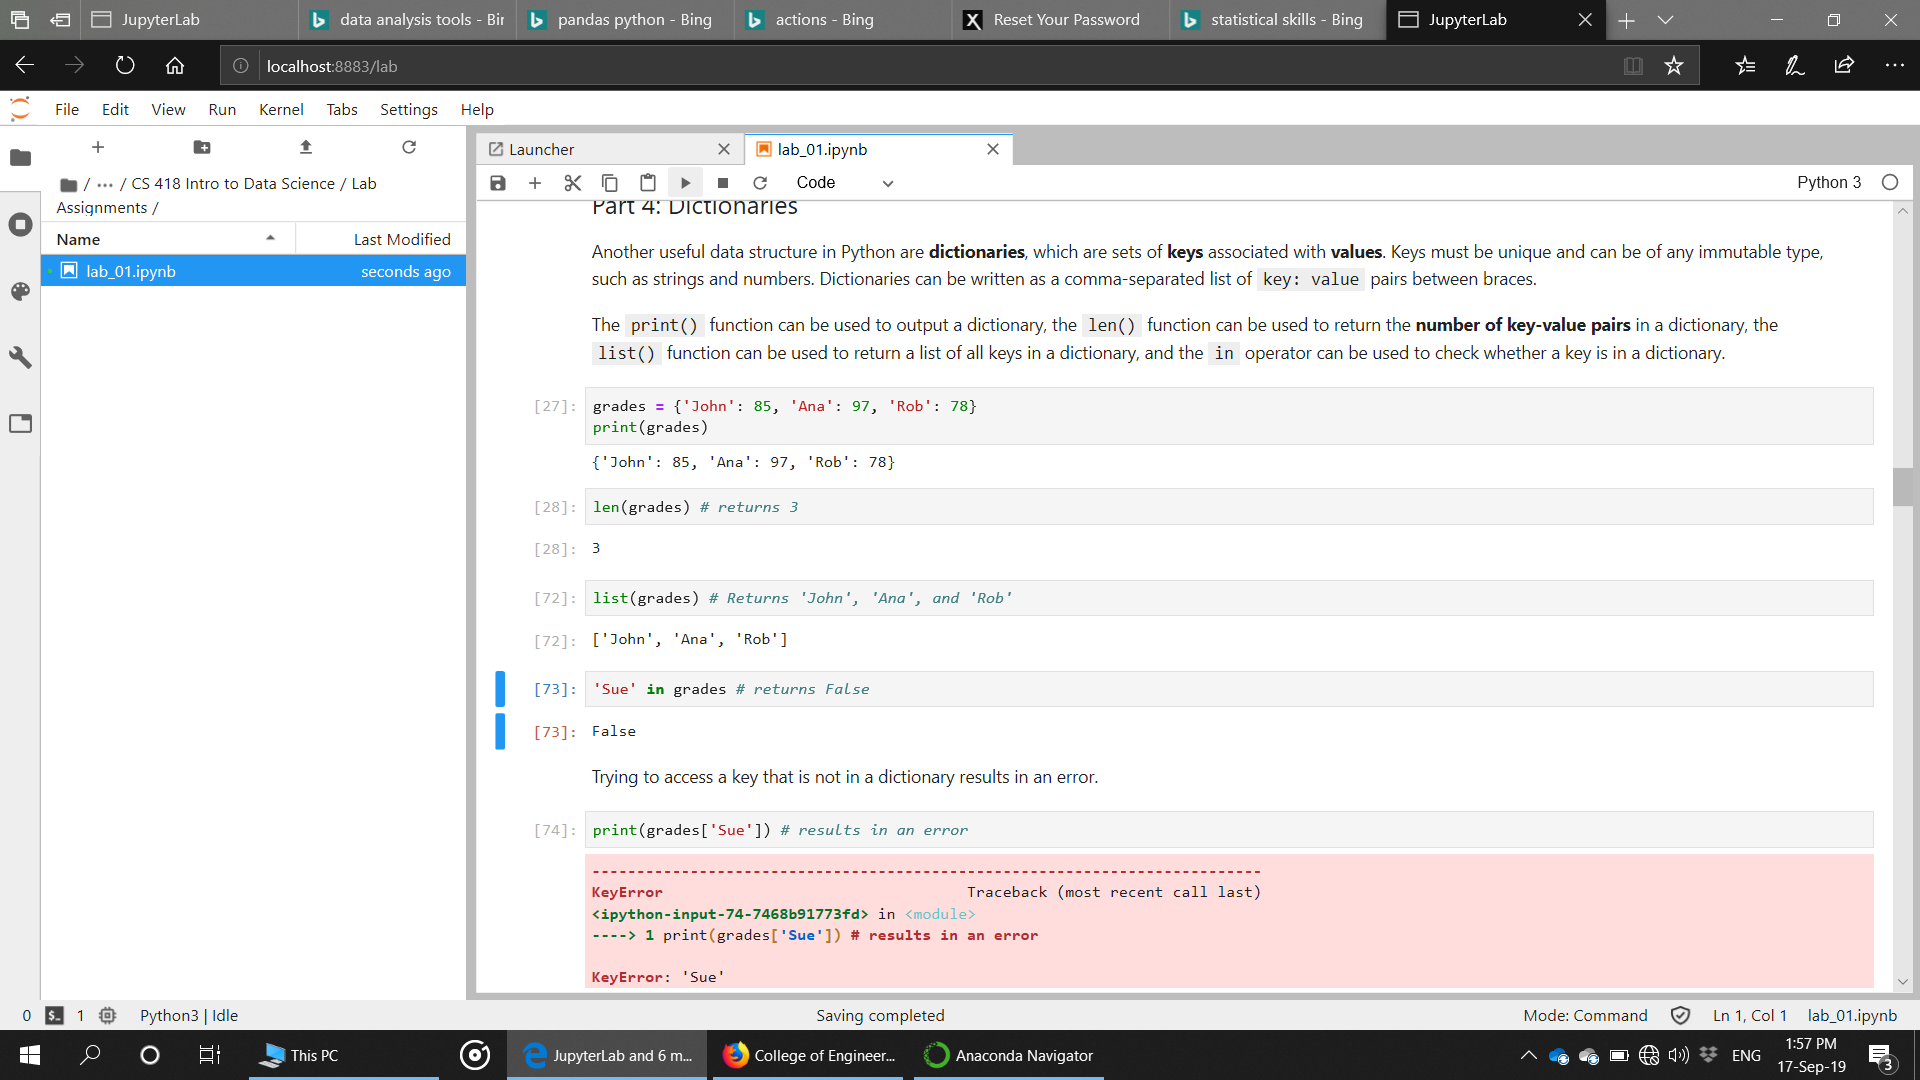 JupyterLab
data analysis tools - Bin
pandas python - Bing
actions - Bing
Reset Your Password
statistical skills - Bing
JupyterLab
localhost:8883/lab
File Edit View Run Kernel Tabs Settings Help
/ ··· / CS 418 Intro to Data Science / Lab
Assignments /
Name Last Modified
lab_01.ipynb seconds ago
Launcher
lab_01.ipynb
Code
Python 3
Part 4: Dictionaries
Another useful data structure in Python are dictionaries, which are sets of keys associated with values. Keys must be unique and can be of any immutable type,
such as strings and numbers. Dictionaries can be written as a comma-separated list of key: value pairs between braces.
The print() function can be used to output a dictionary, the len() function can be used to return the number of key-value pairs in a dictionary, the
list() function can be used to return a list of all keys in a dictionary, and the in operator can be used to check whether a key is in a dictionary.
[27]: grades = {'John': 85, 'Ana': 97, 'Rob': 78}
print(grades)
{'John': 85, 'Ana': 97, 'Rob': 78}
[28]: len(grades) # returns 3
[28]: 3
[72]: list(grades) # Returns 'John', 'Ana', and 'Rob'
[72]: ['John', 'Ana', 'Rob']
[73]: 'Sue' in grades # returns False
[73]: False
Trying to access a key that is not in a dictionary results in an error.
[74]: print(grades['Sue']) # results in an error
---------------------------------------------------------------------------
KeyError Traceback (most recent call last)
<ipython-input-74-7468b91773fd> in <module>
----> 1 print(grades['Sue']) # results in an error
KeyError: 'Sue'
0 $_ 1 Python3 | Idle Saving completed Mode: Command Ln 1, Col 1 lab_01.ipynb
This PC
JupyterLab and 6 m...
College of Engineer...
Anaconda Navigator
ENG
1:57 PM
17-Sep-19
3